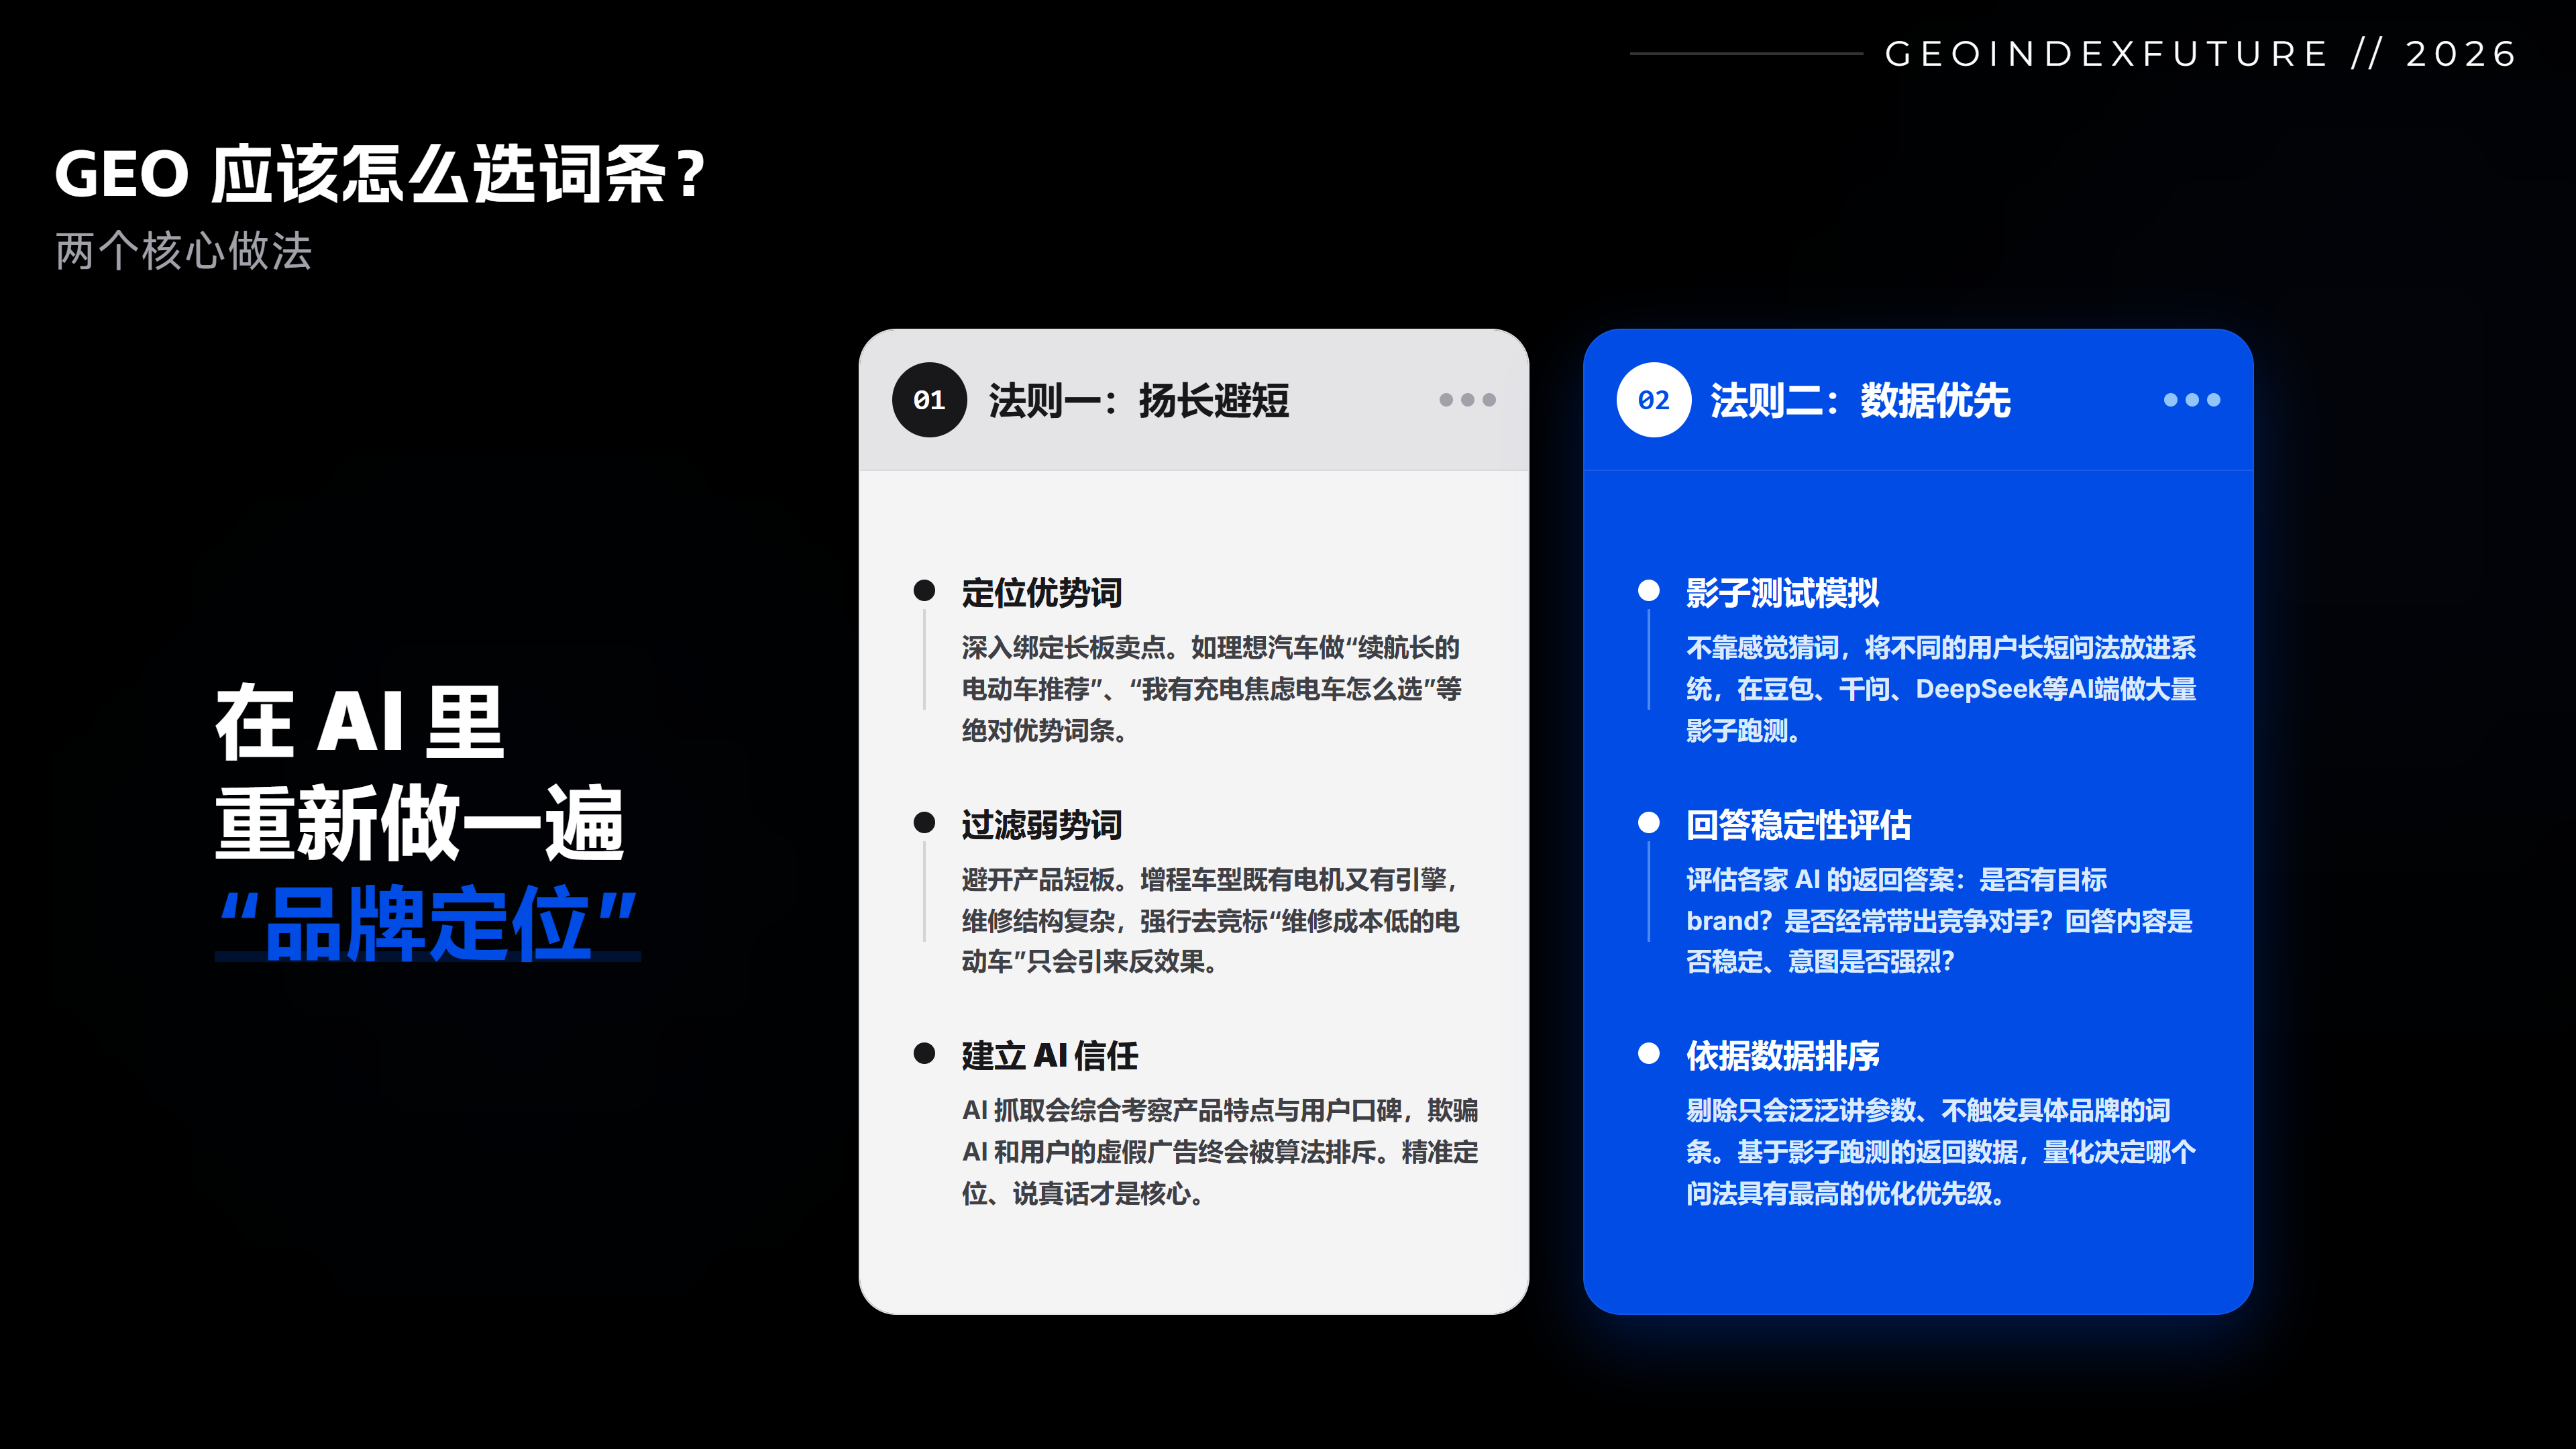 GEOINDEXFUTURE // 2026
GEO 应该怎么选词条？
两个核心做法
在 AI 里
重新做一遍
“品牌定位”
01
法则一：扬长避短
定位优势词
深入绑定长板卖点。如理想汽车做“续航长的
电动车推荐”、“我有充电焦虑电车怎么选”等
绝对优势词条。
过滤弱势词
避开产品短板。增程车型既有电机又有引擎，
维修结构复杂，强行去竞标“维修成本低的电
动车”只会引来反效果。
建立 AI 信任
AI 抓取会综合考察产品特点与用户口碑，欺骗
AI 和用户的虚假广告终会被算法排斥。精准定
位、说真话才是核心。
02
法则二：数据优先
影子测试模拟
不靠感觉猜词，将不同的用户长短问法放进系
统，在豆包、千问、DeepSeek等AI端做大量
影子跑测。
回答稳定性评估
评估各家 AI 的返回答案：是否有目标
brand？是否经常带出竞争对手？回答内容是
否稳定、意图是否强烈？
依据数据排序
剔除只会泛泛讲参数、不触发具体品牌的词
条。基于影子跑测的返回数据，量化决定哪个
问法具有最高的优化优先级。